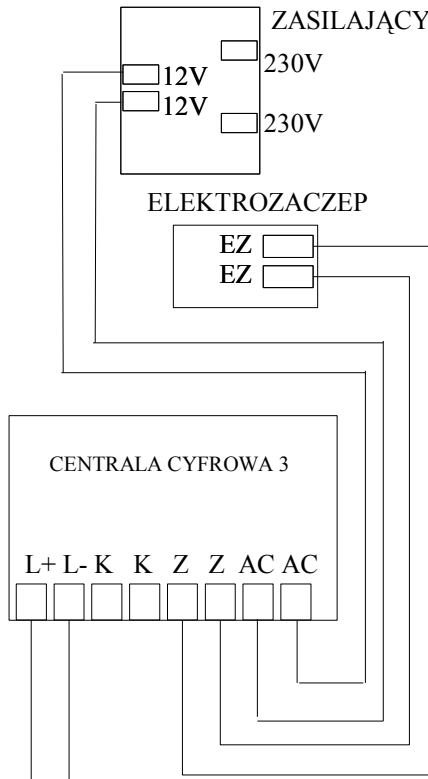 ZASILAJĄCY
12V 230V
12V
230V
ELEKTROZACZEP
EZ
EZ
CENTRALA CYFROWA 3
L+ L- K K Z Z AC AC